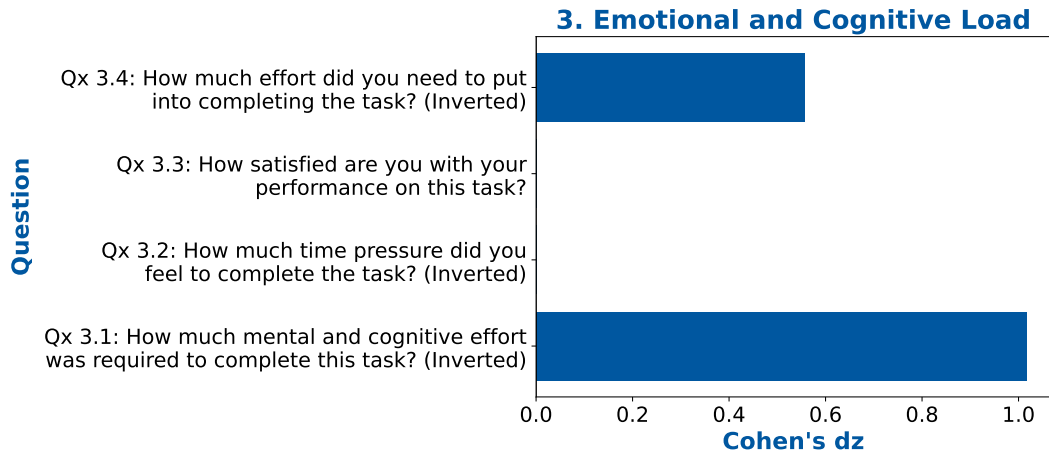 3. Emotional and Cognitive Load
Question
Qx 3.4: How much effort did you need to put
into completing the task? (Inverted)
Qx 3.3: How satisfied are you with your
performance on this task?
Qx 3.2: How much time pressure did you
feel to complete the task? (Inverted)
Qx 3.1: How much mental and cognitive effort
was required to complete this task? (Inverted)
0.0 0.2 0.4 0.6 0.8 1.0
Cohen's dz